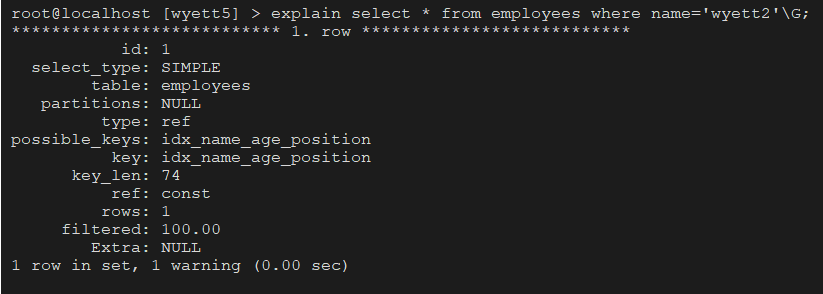 root@localhost [wyett5] > explain select * from employees where name='wyett2'\G;
*************************** 1. row ***************************
id: 1
select_type: SIMPLE
table: employees
partitions: NULL
type: ref
possible_keys: idx_name_age_position
key: idx_name_age_position
key_len: 74
ref: const
rows: 1
filtered: 100.00
Extra: NULL
1 row in set, 1 warning (0.00 sec)